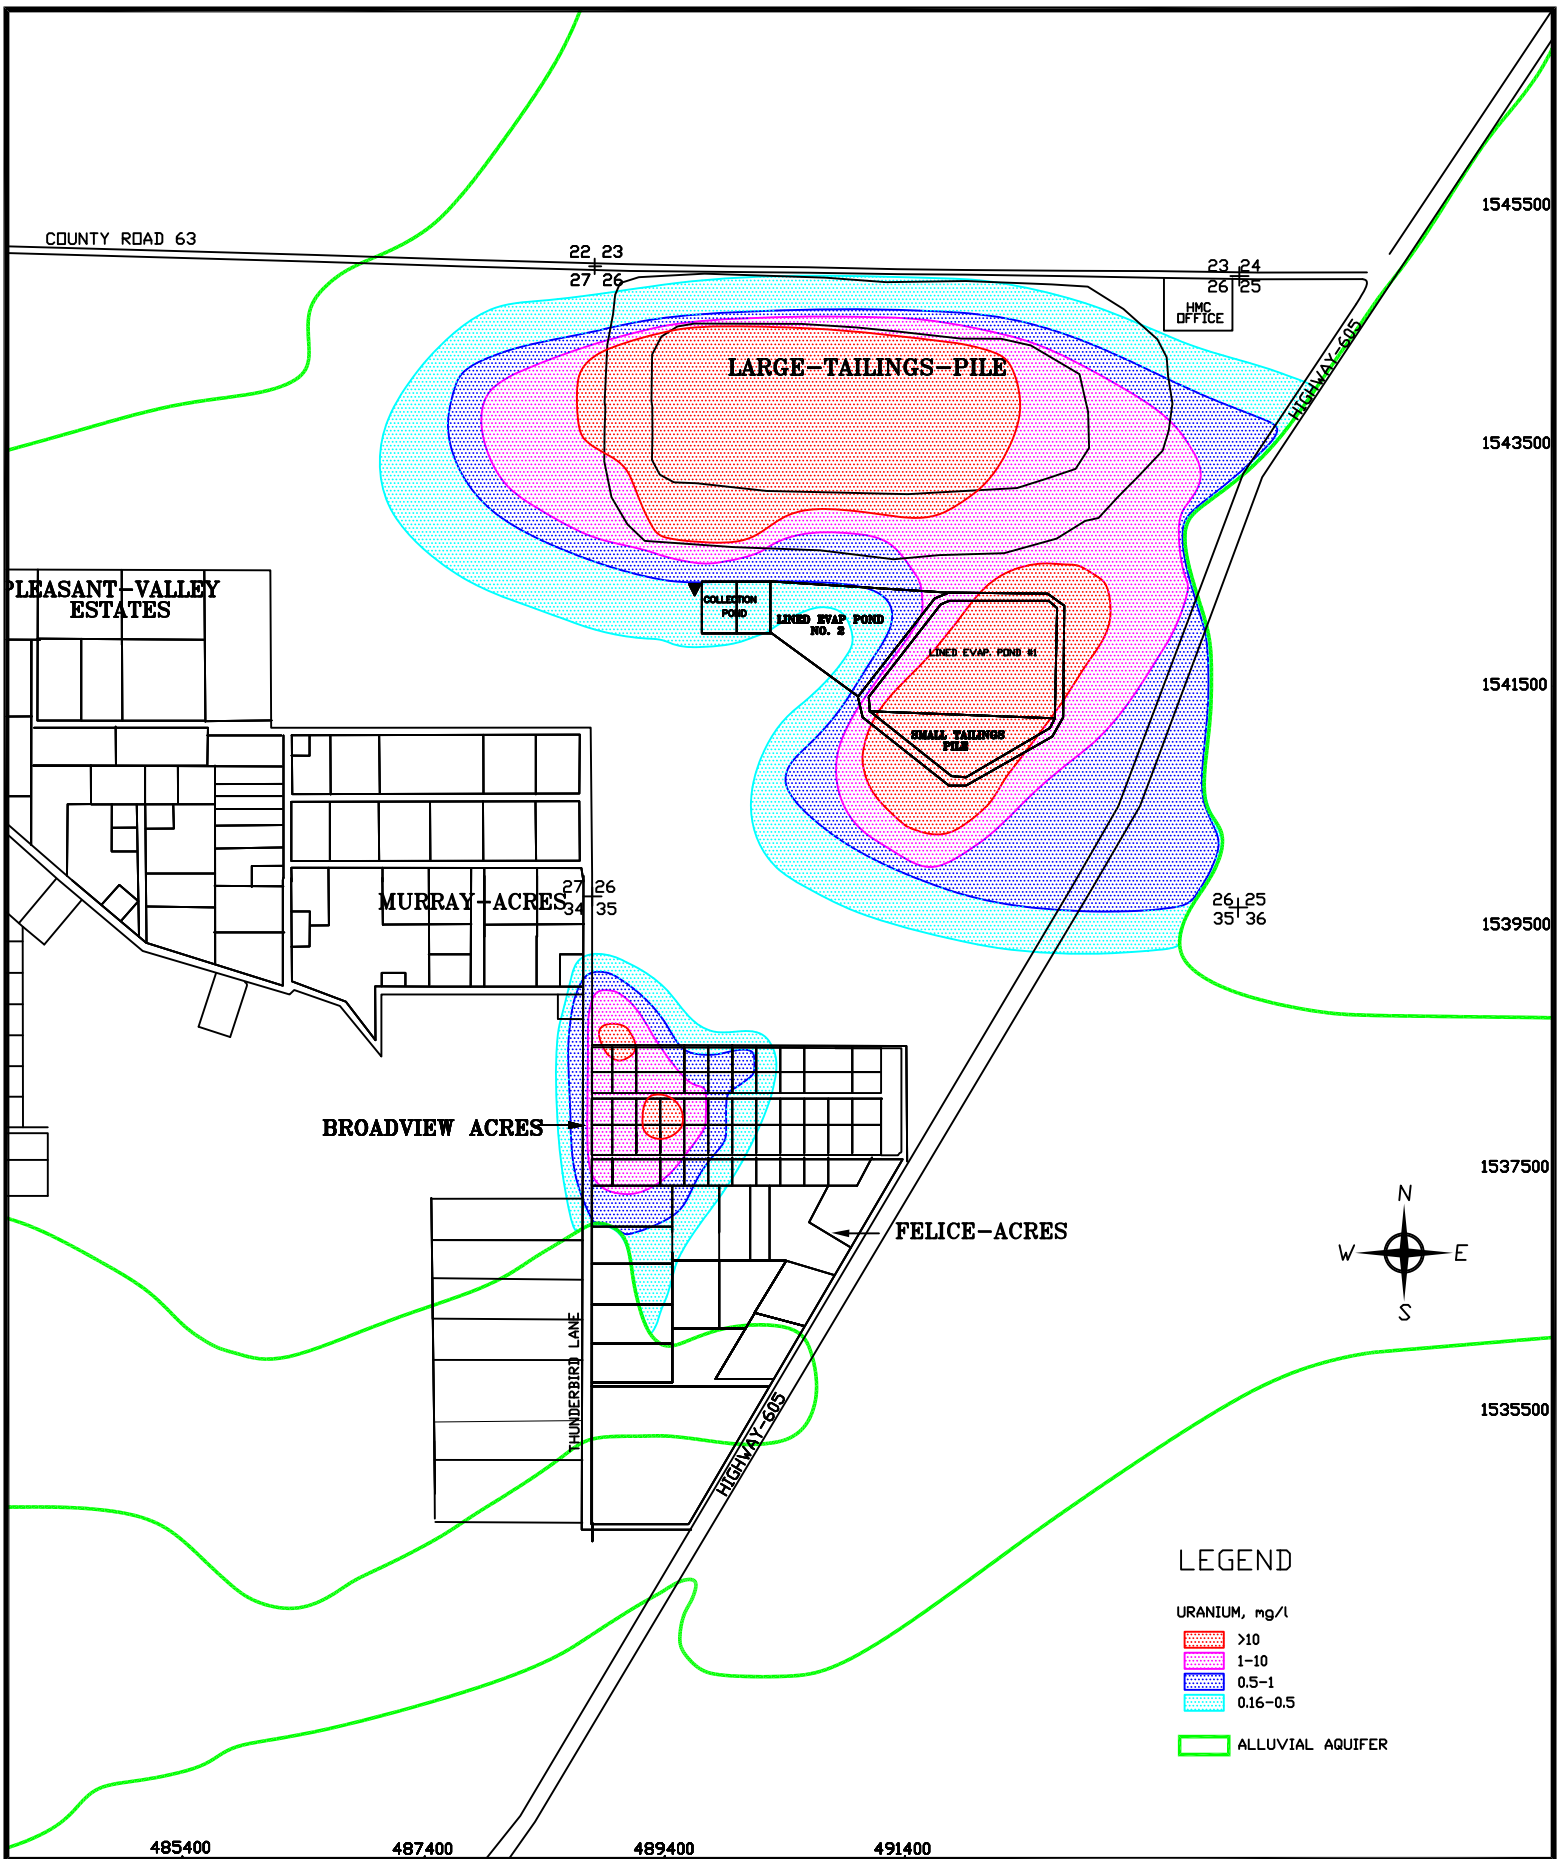 1545500
COUNTY ROAD 63
22 23
27 26
23 24
26 25
HMC
OFFICE
HIGHWAY-605
LARGE-TAILINGS-PILE
1543500
PLEASANT-VALLEY
ESTATES
COLLECTION
POND
LINED EVAP POND
NO. 2
LINED EVAP. POND #1
1541500
SMALL TAILINGS
PILE
MURRAY-ACRES
27 26
34 35
26 25
35 36
1539500
BROADVIEW ACRES
1537500
FELICE-ACRES
N
W E
S
THUNDERBIRD LANE
HIGHWAY-605
1535500
LEGEND
URANIUM, mg/l
>10
1-10
0.5-1
0.16-0.5
ALLUVIAL AQUIFER
485400 487400 489400 491400